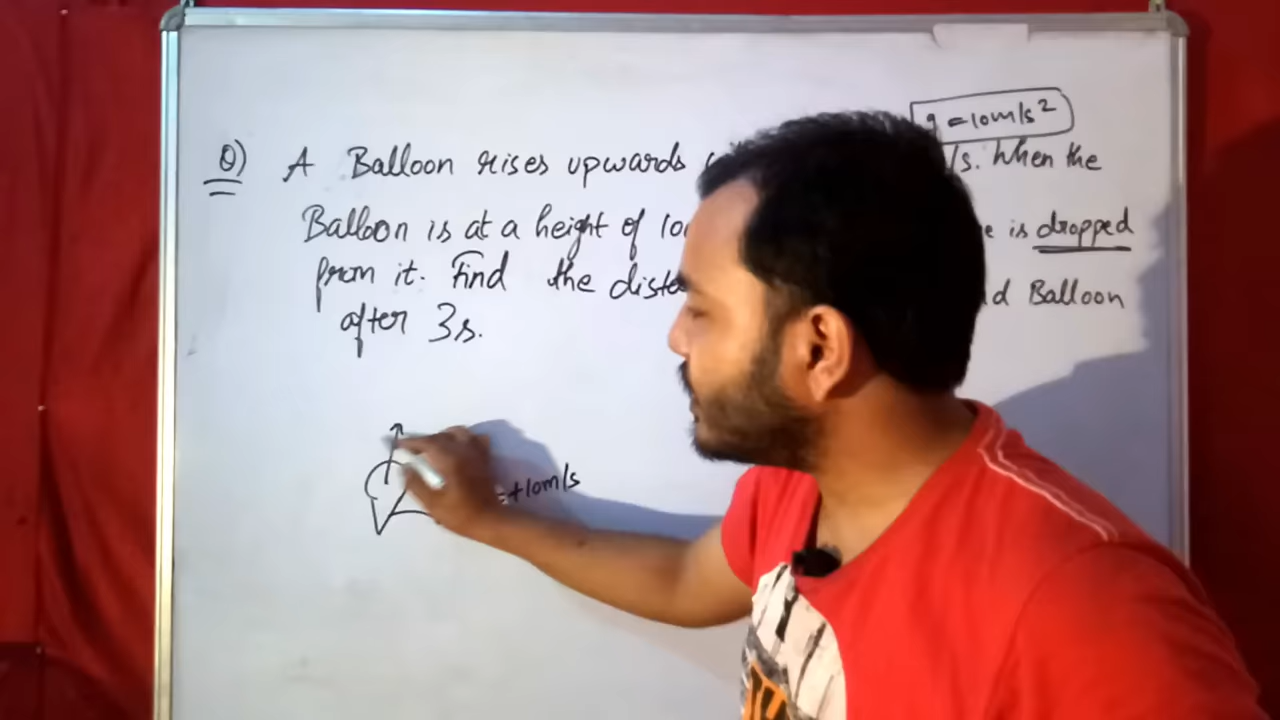 g = 10m/s²
Q) A Balloon rises upwards /s. When the
Balloon is at a height of 10 is dropped
from it. Find the Balloon
after 3s.
= +10m/s